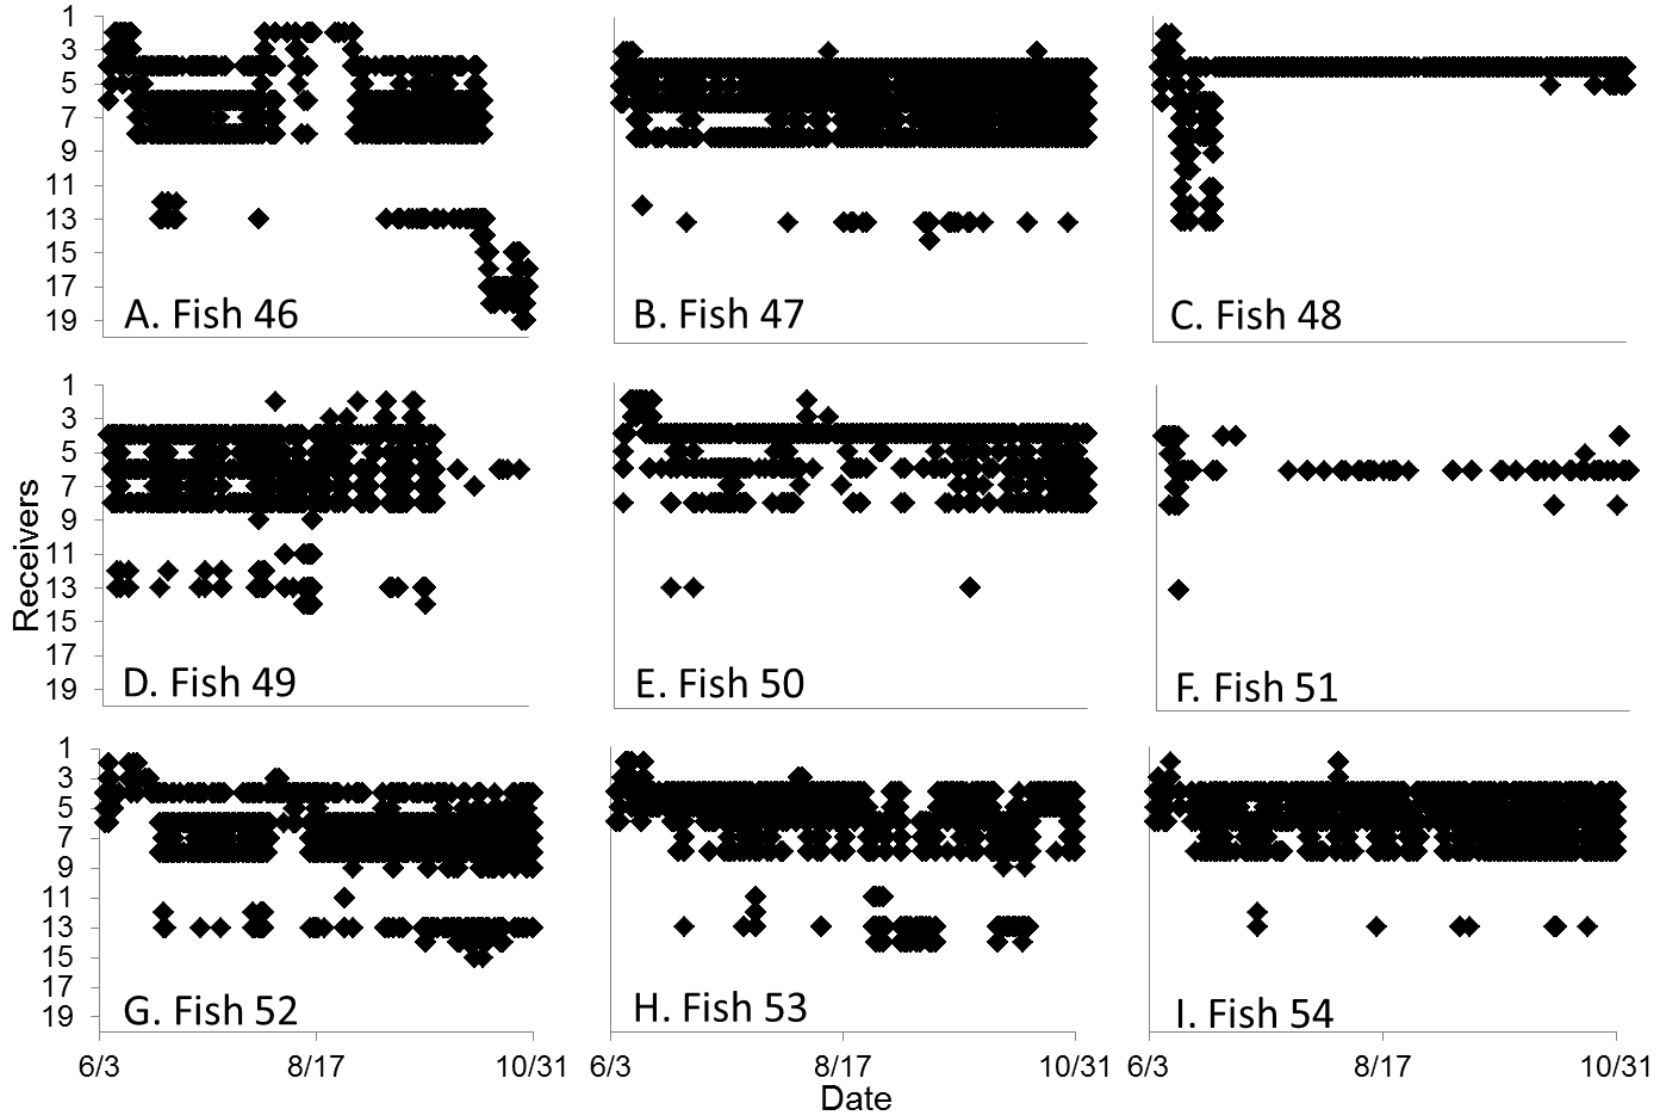 1
3
5
7
9
11
13
15
17
19
A. Fish 46
B. Fish 47
C. Fish 48
1
3
5
7
9
11
13
15
17
19
Receivers
D. Fish 49
E. Fish 50
F. Fish 51
1
3
5
7
9
11
13
15
17
19
G. Fish 52
H. Fish 53
I. Fish 54
6/3 8/17 10/31 6/3 8/17 10/31 6/3 8/17 10/31
Date